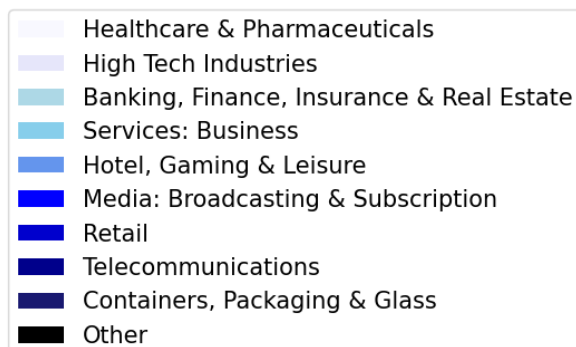 Healthcare & Pharmaceuticals
High Tech Industries
Banking, Finance, Insurance & Real Estate
Services: Business
Hotel, Gaming & Leisure
Media: Broadcasting & Subscription
Retail
Telecommunications
Containers, Packaging & Glass
Other